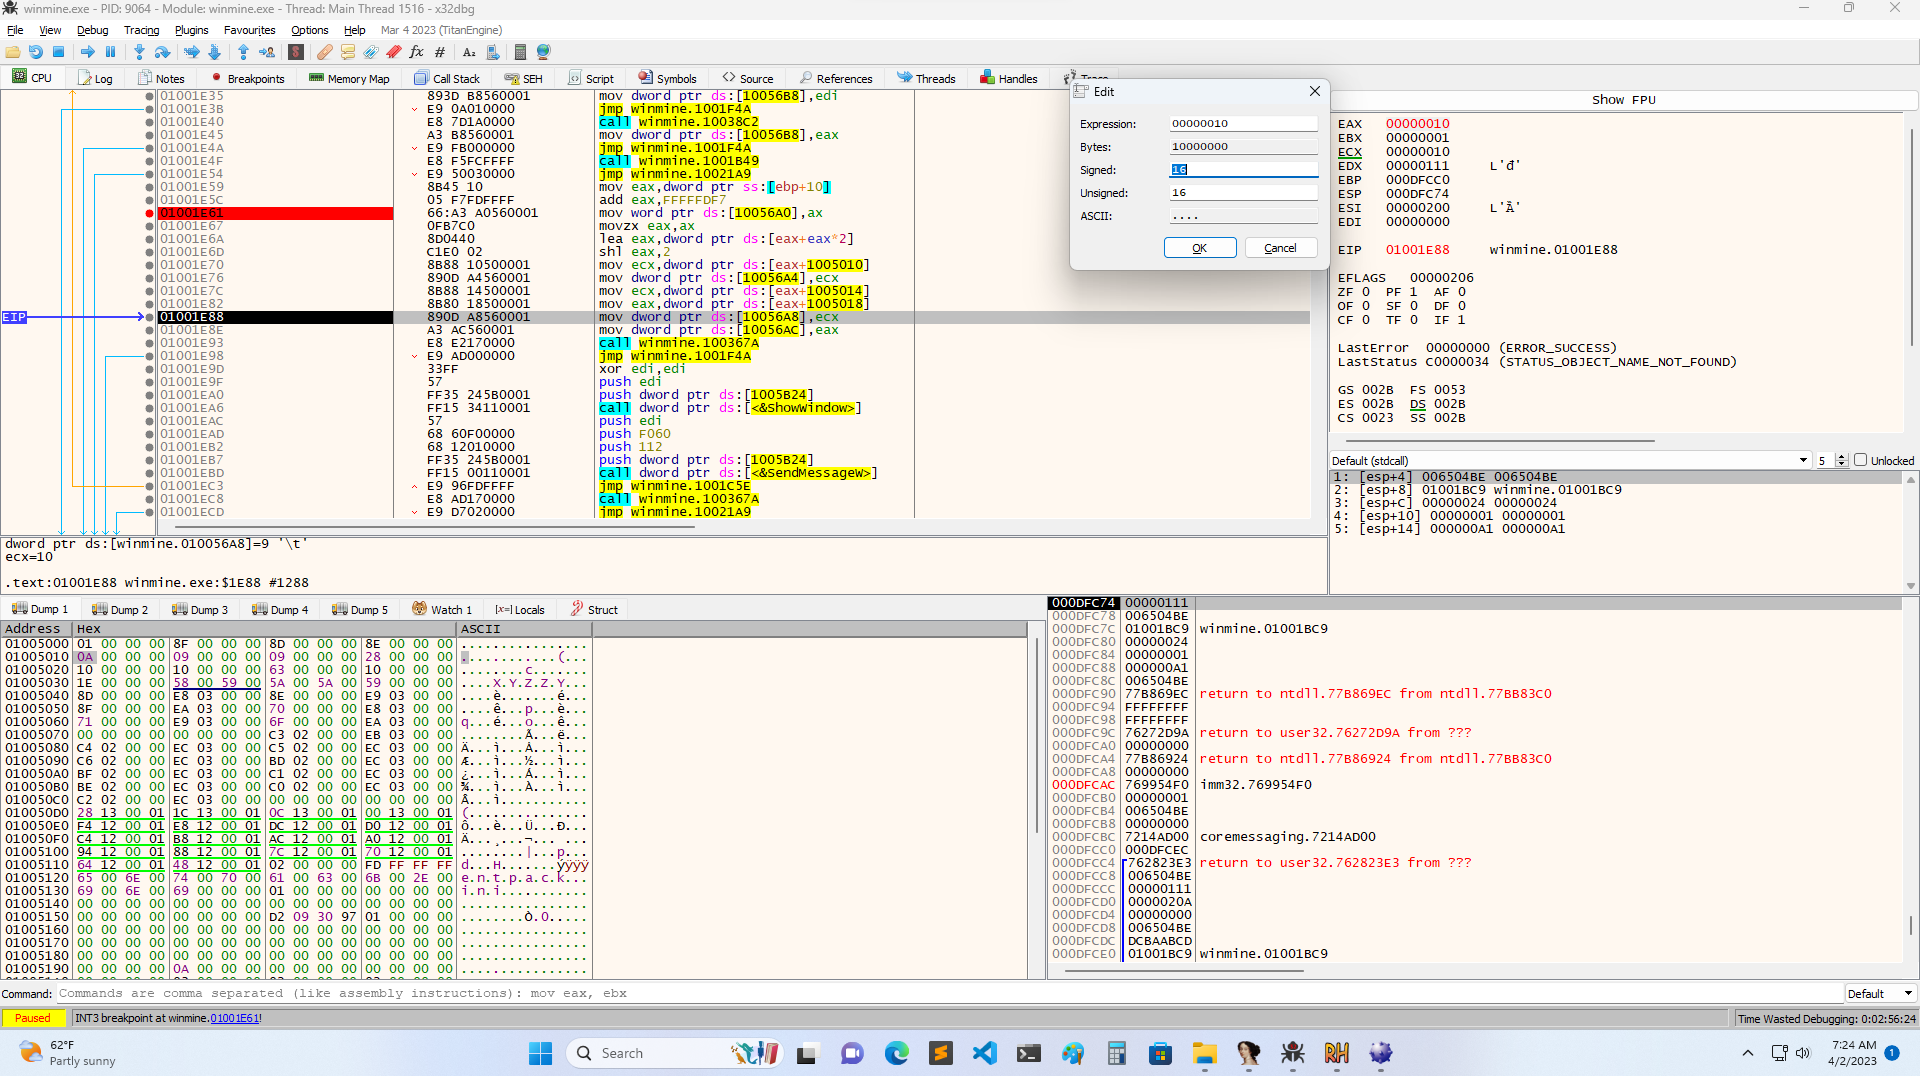 winmine.exe - PID: 9064 - Module: winmine.exe - Thread: Main Thread 1516 - x32dbg
File View Debug Tracing Plugins Favourites Options Help Mar 4 2023 (TitanEngine)
CPU Log Notes Breakpoints Memory Map Call Stack SEH Script Symbols Source References Threads Handles Trace
01001E35 893D B8560001 mov dword ptr ds:[10056B8],edi
01001E3B E9 0A010000 jmp winmine.1001F4A
01001E40 E8 7D1A0000 call winmine.10038C2
01001E45 A3 B8560001 mov dword ptr ds:[10056B8],eax
01001E4A E9 FB000000 jmp winmine.1001F4A
01001E4F E8 F5FCFFFF call winmine.1001B49
01001E54 E9 50030000 jmp winmine.10021A9
01001E59 8B45 10 mov eax,dword ptr ss:[ebp+10]
01001E5C 05 F7FDFFFF add eax,FFFFFDF7
01001E61 66:A3 A0560001 mov word ptr ds:[10056A0],ax
01001E67 0FB7C0 movzx eax,ax
01001E6A 8D0440 lea eax,dword ptr ds:[eax+eax*2]
01001E6D C1E0 02 shl eax,2
01001E70 8B88 10500001 mov ecx,dword ptr ds:[eax+1005010]
01001E76 890D A4560001 mov dword ptr ds:[10056A4],ecx
01001E7C 8B88 14500001 mov ecx,dword ptr ds:[eax+1005014]
01001E82 8B80 18500001 mov eax,dword ptr ds:[eax+1005018]
EIP 01001E88 890D A8560001 mov dword ptr ds:[10056A8],ecx
01001E8E A3 AC560001 mov dword ptr ds:[10056AC],eax
01001E93 E8 E2170000 call winmine.100367A
01001E98 E9 AD000000 jmp winmine.1001F4A
01001E9D 33FF xor edi,edi
01001E9F 57 push edi
01001EA0 FF35 245B0001 push dword ptr ds:[1005B24]
01001EA6 FF15 34110001 call dword ptr ds:[<&ShowWindow>]
01001EAC 57 push edi
01001EAD 68 60F00000 push F060
01001EB2 68 12010000 push 112
01001EB7 FF35 245B0001 push dword ptr ds:[1005B24]
01001EBD FF15 00110001 call dword ptr ds:[<&SendMessageW>]
01001EC3 E9 96FDFFFF jmp winmine.1001C5E
01001EC8 E8 AD170000 call winmine.100367A
01001ECD E9 D7020000 jmp winmine.10021A9
Edit
Expression: 00000010
Bytes: 10000000
Signed: 16
Unsigned: 16
ASCII: ....
OK Cancel
Show FPU
EAX 00000010
EBX 00000001
ECX 00000010
EDX 00000111 L'đ'
EBP 000DFCC0
ESP 000DFC74
ESI 00000200 L'Ȁ'
EDI 00000000
EIP 01001E88 winmine.01001E88
EFLAGS 00000206
ZF 0 PF 1 AF 0
OF 0 SF 0 DF 0
CF 0 TF 0 IF 1
LastError 00000000 (ERROR_SUCCESS)
LastStatus C0000034 (STATUS_OBJECT_NAME_NOT_FOUND)
GS 002B FS 0053
ES 002B DS 002B
CS 0023 SS 002B
Default (stdcall) 5 Unlocked
1: [esp+4] 006504BE 006504BE
2: [esp+8] 01001BC9 winmine.01001BC9
3: [esp+C] 00000024 00000024
4: [esp+10] 00000001 00000001
5: [esp+14] 000000A1 000000A1
dword ptr ds:[winmine.010056A8]=9 '\t'
ecx=10
.text:01001E88 winmine.exe:$1E88 #1288
Dump 1 Dump 2 Dump 3 Dump 4 Dump 5 Watch 1 [x=] Locals Struct
Address Hex ASCII
01005000 01 00 00 00 8F 00 00 00 8D 00 00 00 8E 00 00 00 ................
01005010 0A 00 00 00 09 00 00 00 09 00 00 00 28 00 00 00 ............(...
01005020 10 00 00 00 10 00 00 00 63 00 00 00 10 00 00 00 ........c.......
01005030 1E 00 00 00 58 00 59 00 5A 00 5A 00 59 00 00 00 ....X.Y.Z.Z.Y...
01005040 8D 00 00 00 E8 03 00 00 8E 00 00 00 E9 03 00 00 ....è.......é...
01005050 8F 00 00 00 EA 03 00 00 70 00 00 00 E8 03 00 00 ....ê...p...è...
01005060 71 00 00 00 E9 03 00 00 6F 00 00 00 EA 03 00 00 q...é...o...ê...
01005070 00 00 00 00 00 00 00 00 C3 02 00 00 EB 03 00 00 ........Ã...ë...
01005080 C4 02 00 00 EC 03 00 00 C5 02 00 00 EC 03 00 00 Ä...ì...Å...ì...
01005090 C6 02 00 00 EC 03 00 00 BD 02 00 00 EC 03 00 00 Æ...ì...½...ì...
010050A0 BF 02 00 00 EC 03 00 00 C1 02 00 00 EC 03 00 00 ¿...ì...Á...ì...
010050B0 BE 02 00 00 EC 03 00 00 C0 02 00 00 EC 03 00 00 ¾...ì...À...ì...
010050C0 C2 02 00 00 EC 03 00 00 00 00 00 00 00 00 00 00 Â...ì...........
010050D0 28 13 00 01 1C 13 00 01 0C 13 00 01 00 13 00 01 (...............
010050E0 F4 12 00 01 E8 12 00 01 DC 12 00 01 D0 12 00 01 ô...è...Ü...Ð...
010050F0 C4 12 00 01 B8 12 00 01 AC 12 00 01 A0 12 00 01 Ä...¸...¬... ...
01005100 94 12 00 01 88 12 00 01 7C 12 00 01 70 12 00 01 ........|...p...
01005110 64 12 00 01 48 12 00 01 02 00 00 00 FD FF FF FF d...H.......ýÿÿÿ
01005120 65 00 6E 00 74 00 70 00 61 00 63 00 6B 00 2E 00 e.n.t.p.a.c.k...
01005130 69 00 6E 00 69 00 00 00 01 00 00 00 00 00 00 00 i.n.i...........
01005140 00 00 00 00 00 00 00 00 00 00 00 00 00 00 00 00 ................
01005150 00 00 00 00 00 00 00 00 D2 09 30 97 01 00 00 00 ........Ò.0.....
01005160 00 00 00 00 00 00 00 00 00 00 00 00 00 00 00 00 ................
01005170 00 00 00 00 00 00 00 00 00 00 00 00 00 00 00 00 ................
01005180 00 00 00 00 00 00 00 00 00 00 00 00 00 00 00 00 ................
01005190 00 00 00 00 0A 00 00 00 00 00 00 00 00 00 00 00 ................
000DFC74 00000111
000DFC78 006504BE
000DFC7C 01001BC9 winmine.01001BC9
000DFC80 00000024
000DFC84 00000001
000DFC88 000000A1
000DFC8C 006504BE
000DFC90 77B869EC return to ntdll.77B869EC from ntdll.77BB83C0
000DFC94 FFFFFFFF
000DFC98 FFFFFFFF
000DFC9C 76272D9A return to user32.76272D9A from ???
000DFCA0 00000000
000DFCA4 77B86924 return to ntdll.77B86924 from ntdll.77BB83C0
000DFCA8 00000000
000DFCAC 769954F0 imm32.769954F0
000DFCB0 00000001
000DFCB4 006504BE
000DFCB8 00000000
000DFCBC 7214AD00 coremessaging.7214AD00
000DFCC0 000DFCEC
000DFCC4 762823E3 return to user32.762823E3 from ???
000DFCC8 006504BE
000DFCCC 00000111
000DFCD0 0000020A
000DFCD4 00000000
000DFCD8 006504BE
000DFCDC DCBAABCD
000DFCE0 01001BC9 winmine.01001BC9
Command: Commands are comma separated (like assembly instructions): mov eax, ebx Default
Paused INT3 breakpoint at winmine.01001E61! Time Wasted Debugging: 0:02:56:24
62°F
Partly sunny
Search
RH
7:24 AM
4/2/2023
1